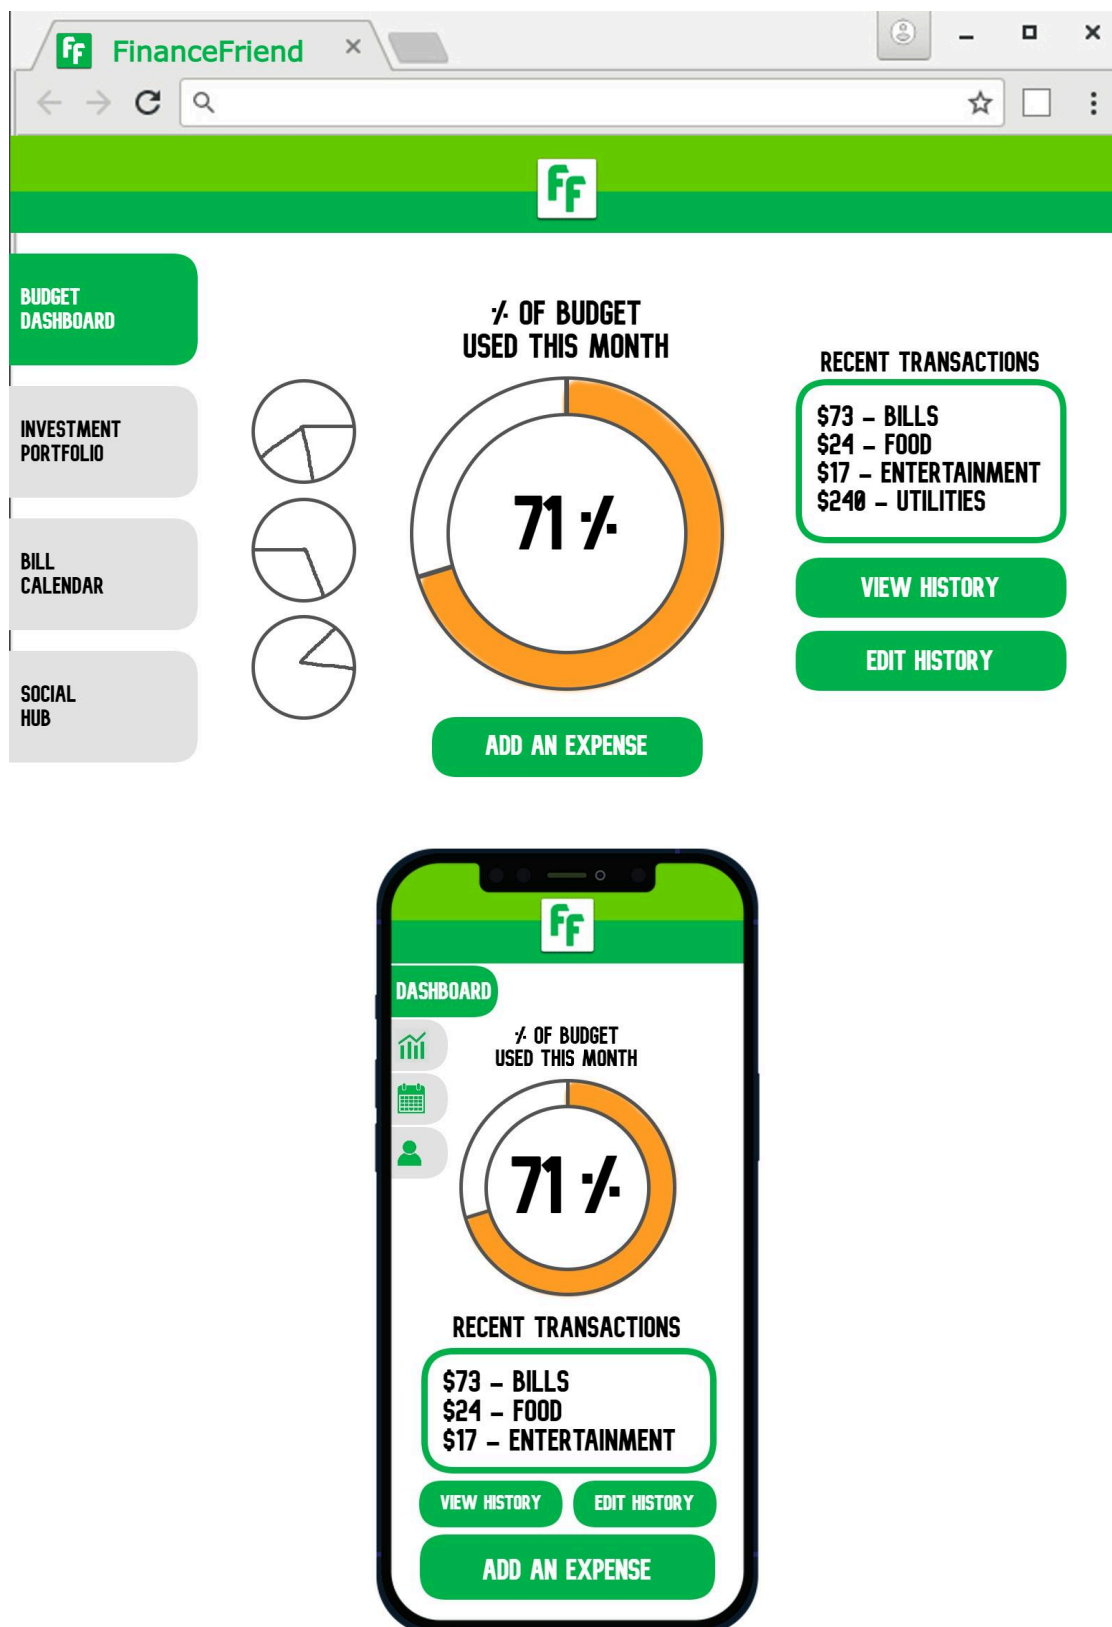 FF FinanceFriend
FF
BUDGET
DASHBOARD
INVESTMENT
PORTFOLIO
BILL
CALENDAR
SOCIAL
HUB
% OF BUDGET
USED THIS MONTH
71 %
ADD AN EXPENSE
RECENT TRANSACTIONS
$73 – BILLS
$24 – FOOD
$17 – ENTERTAINMENT
$240 – UTILITIES
VIEW HISTORY
EDIT HISTORY
FF
DASHBOARD
% OF BUDGET
USED THIS MONTH
71 %
RECENT TRANSACTIONS
$73 – BILLS
$24 – FOOD
$17 – ENTERTAINMENT
VIEW HISTORY
EDIT HISTORY
ADD AN EXPENSE